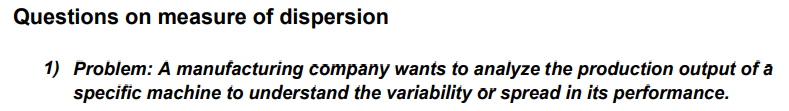 Questions on measure of dispersion
1) Problem: A manufacturing company wants to analyze the production output of a
specific machine to understand the variability or spread in its performance.